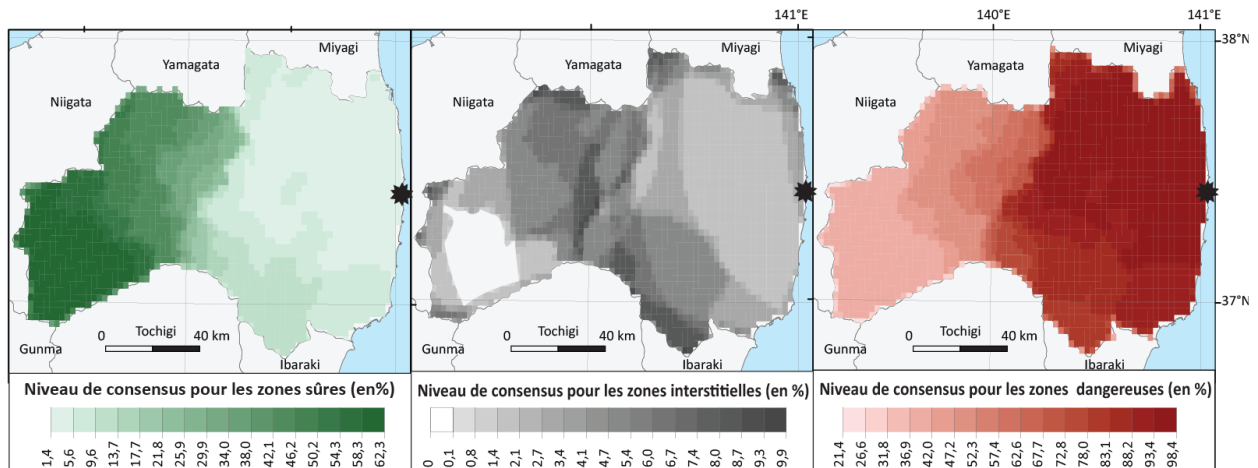 141°E
140°E
141°E
38°N
37°N
Miyagi
Yamagata
Niigata
Tochigi
0
40 km
Gunma
Ibaraki
Niveau de consensus pour les zones sûres (en%)
1,4
5,6
9,6
13,7
17,7
21,8
25,9
29,9
34,0
38,0
42,1
46,2
50,2
54,3
58,3
62,3
Miyagi
Yamagata
Niigata
Tochigi
0
40 km
Gunma
Ibaraki
Niveau de consensus pour les zones interstitielles (en %)
0
0,1
0,8
1,4
2,1
2,7
3,4
4,1
4,7
5,4
6,0
6,7
7,4
8,0
8,7
9,3
9,9
Miyagi
Yamagata
Niigata
Tochigi
0
40 km
Gunma
Ibaraki
Niveau de consensus pour les zones dangereuses (en %)
21,4
26,6
31,8
36,9
42,0
47,2
52,3
57,4
62,6
67,7
72,8
78,0
83,1
88,2
93,4
98,4